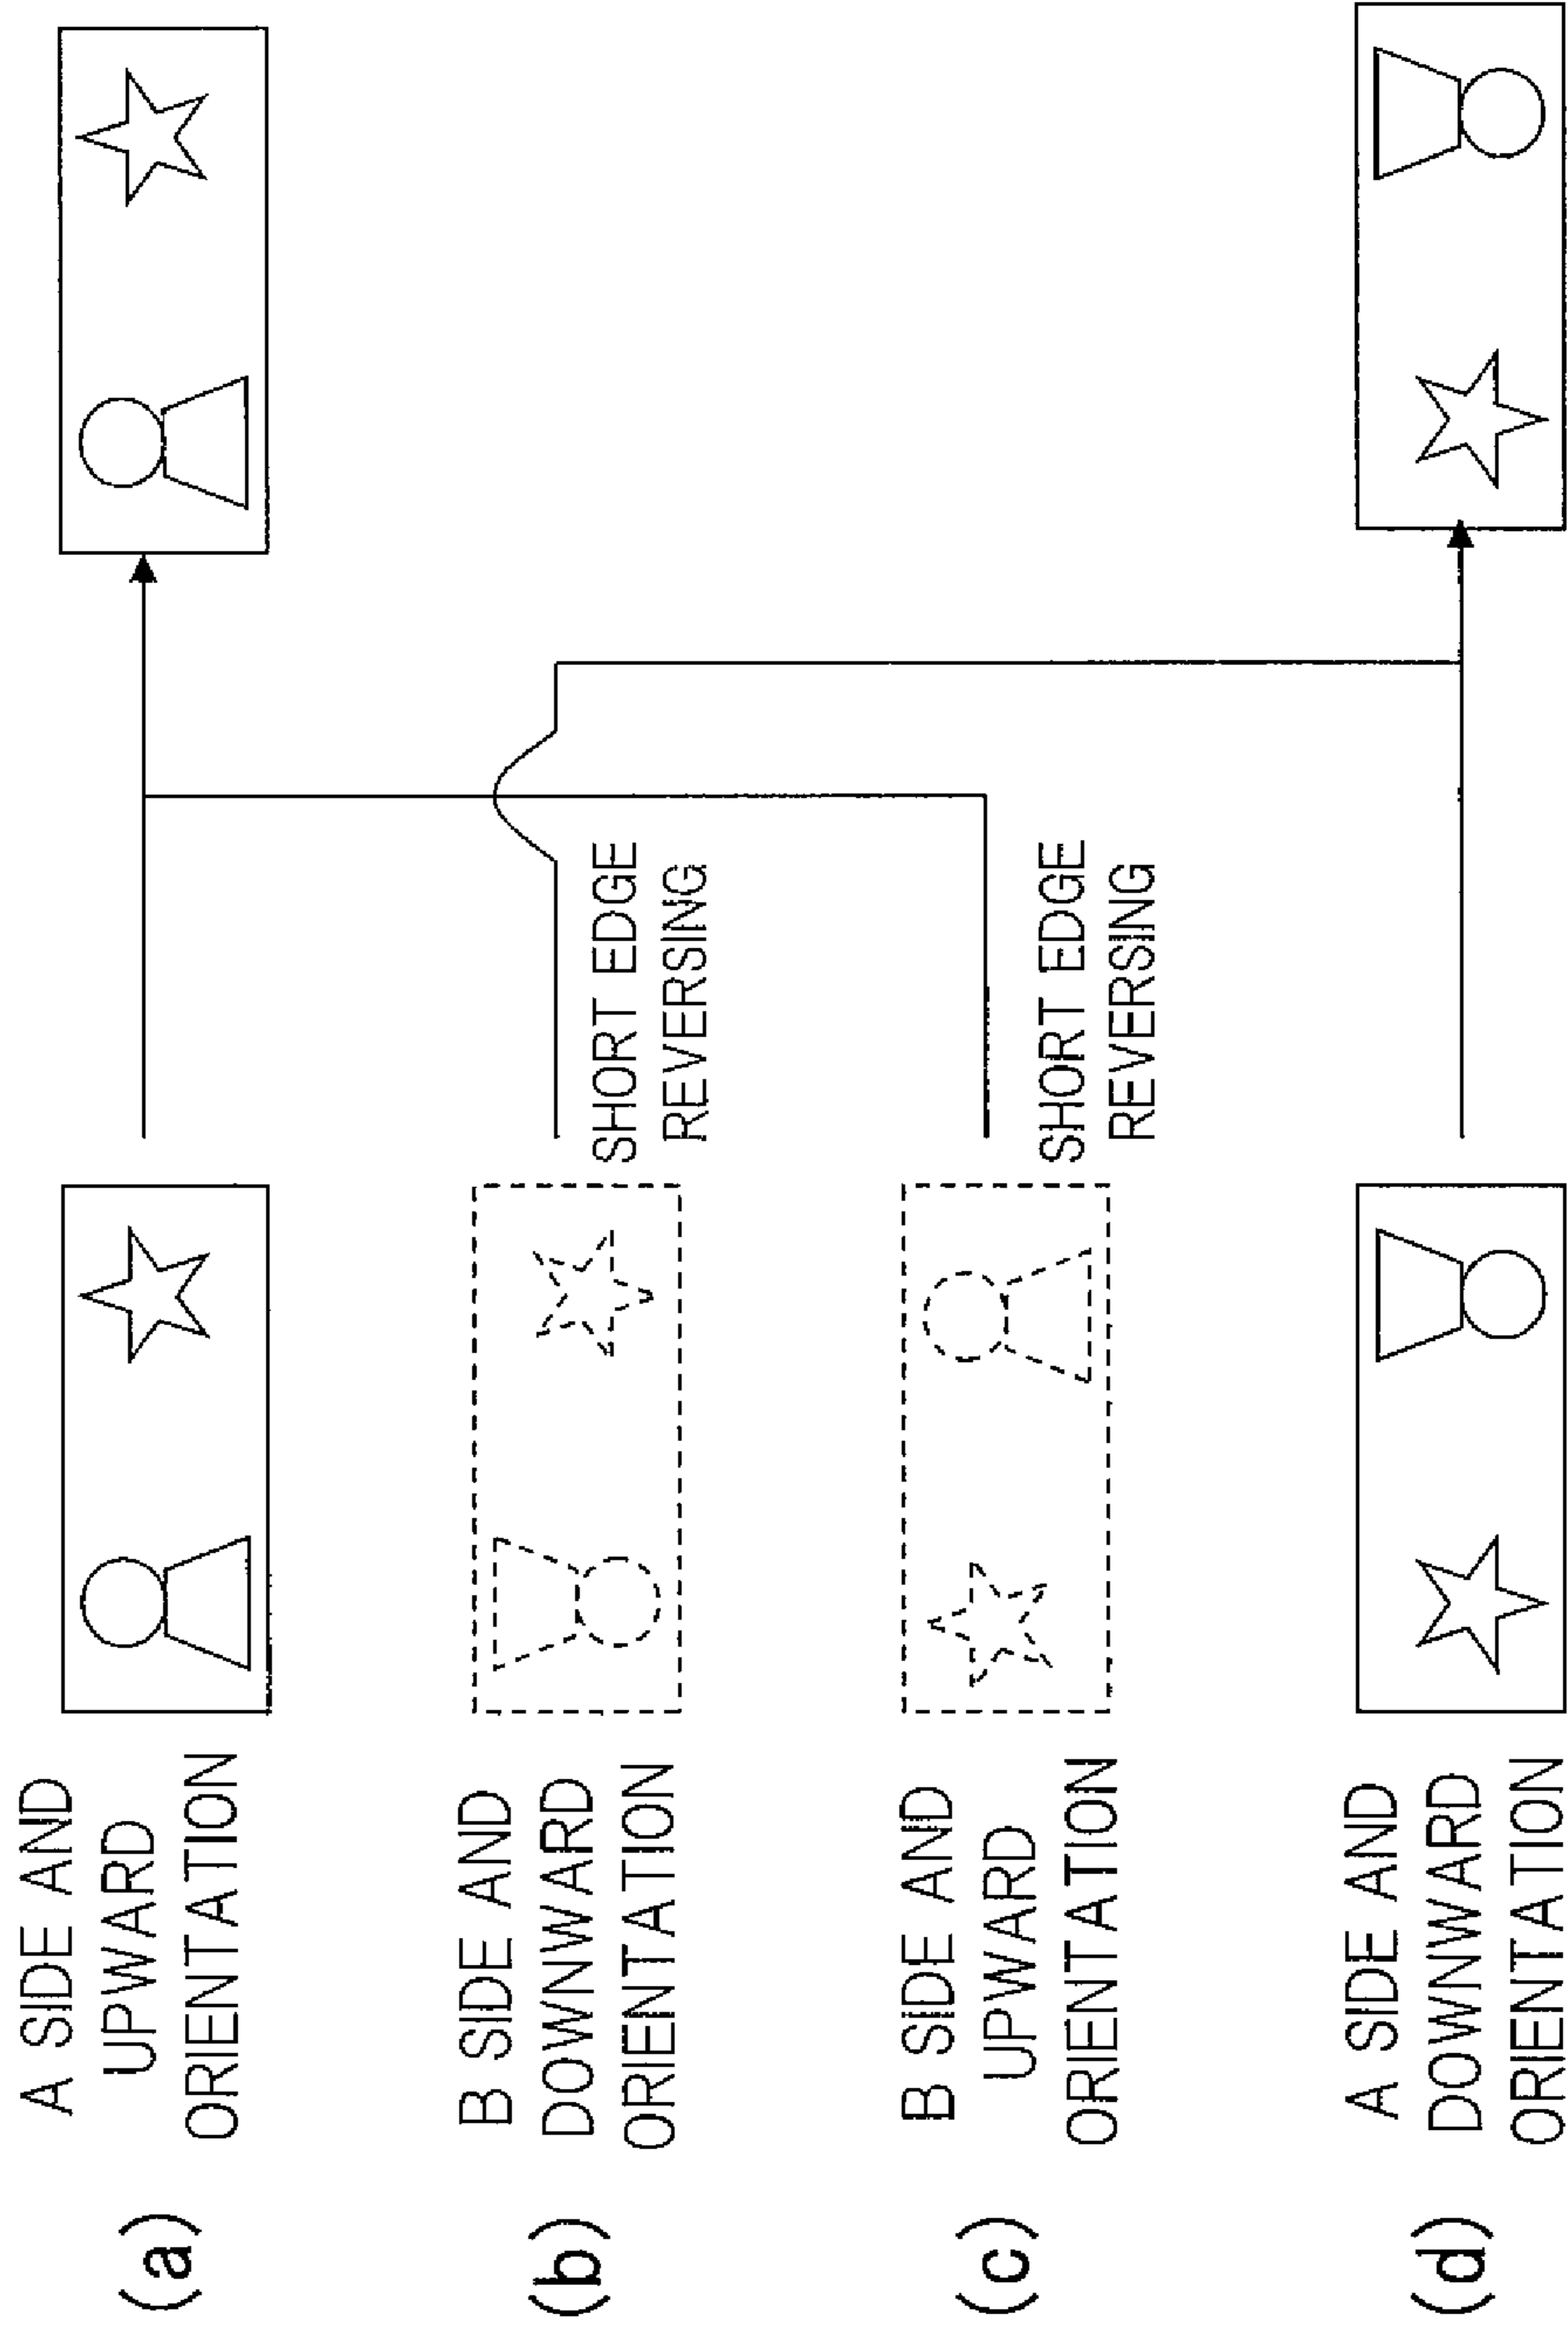 (a)
A SIDE AND
UPWARD
ORIENTATION
(b)
B SIDE AND
DOWNWARD
ORIENTATION
SHORT EDGE
REVERSING
(c)
B SIDE AND
UPWARD
ORIENTATION
SHORT EDGE
REVERSING
(d)
A SIDE AND
DOWNWARD
ORIENTATION